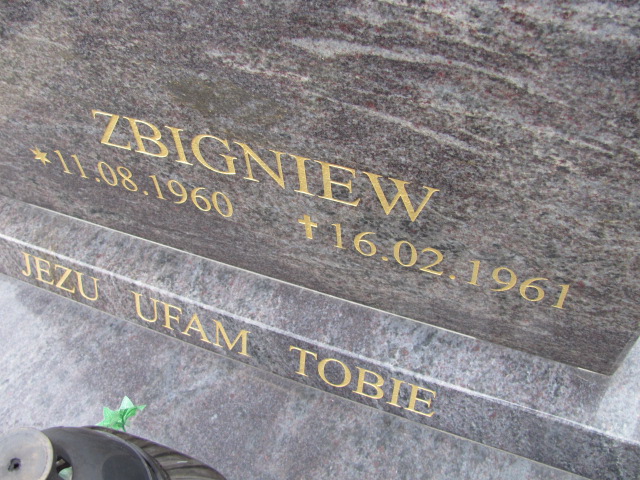 ZBIGNIEW
*11.08.1960
†16.02.1961
JEZU UFAM TOBIE